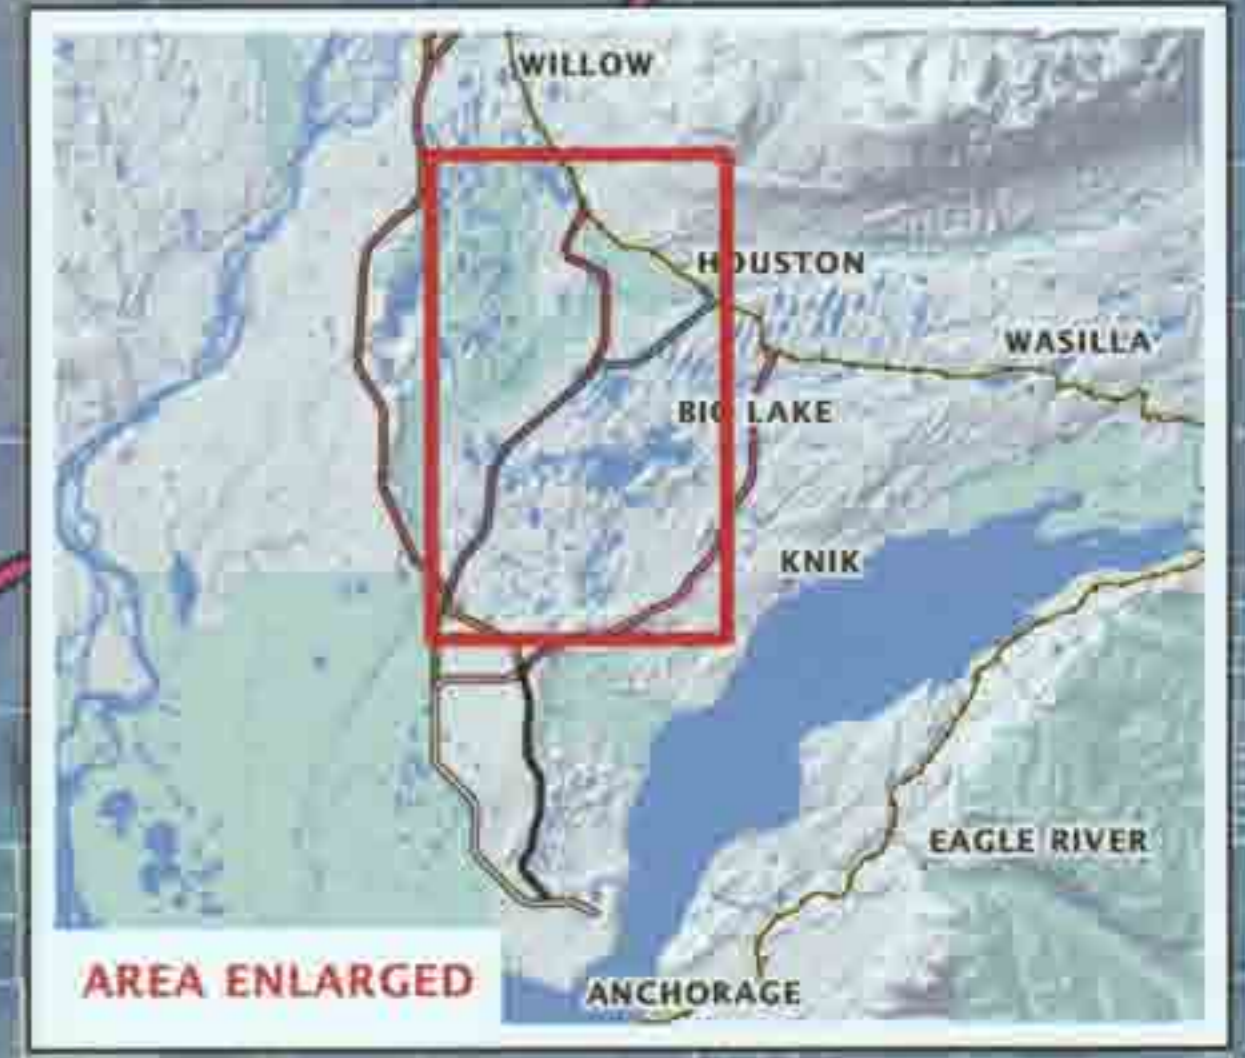 WILLOW
HOUSTON
WASILLA
BIG LAKE
KNIK
EAGLE RIVER
AREA ENLARGED
ANCHORAGE